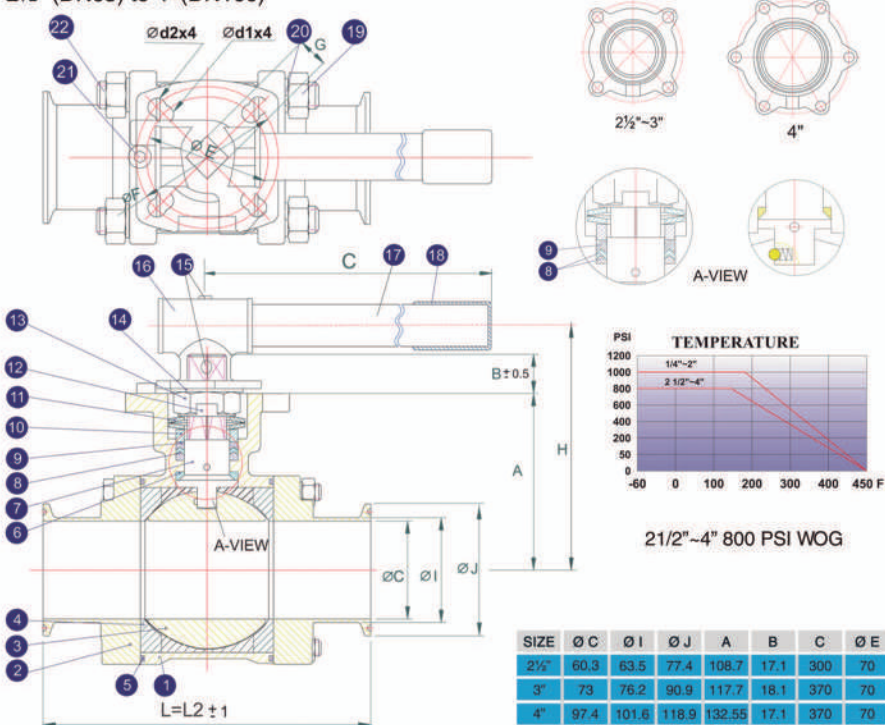 22
21
Ød2x4
Ød1x4
20
G
19
ØE
ØF
2½"~3"
4"
9
8
A-VIEW
16
15
C
17
18
13
14
12
11
10
9
8
7
6
B±0.5
A
H
A-VIEW
ØC
ØI
ØJ
4
3
2
5
1
L=L2 ±1
PSI
TEMPERATURE
1200
1000
800
600
400
200
50
0
1/4"~2"
2 1/2"~4"
-60 0 100 200 300 400 450 F
21/2"~4" 800 PSI WOG
SIZE Ø C Ø I Ø J A B C Ø E
2½" 60.3 63.5 77.4 108.7 17.1 300 70
3" 73 76.2 90.9 117.7 18.1 370 70
4" 97.4 101.6 118.9 132.55 17.1 370 70